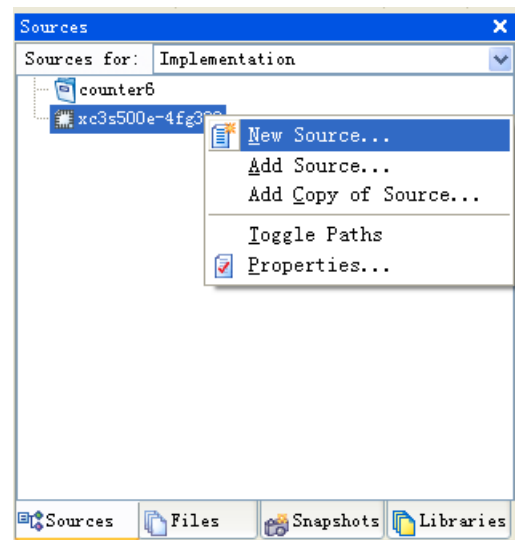 Sources
Sources for: Implementation
counter6
xc3s500e-4fg3
New Source...
Add Source...
Add Copy of Source...
Toggle Paths
Properties...
Sources Files Snapshots Libraries